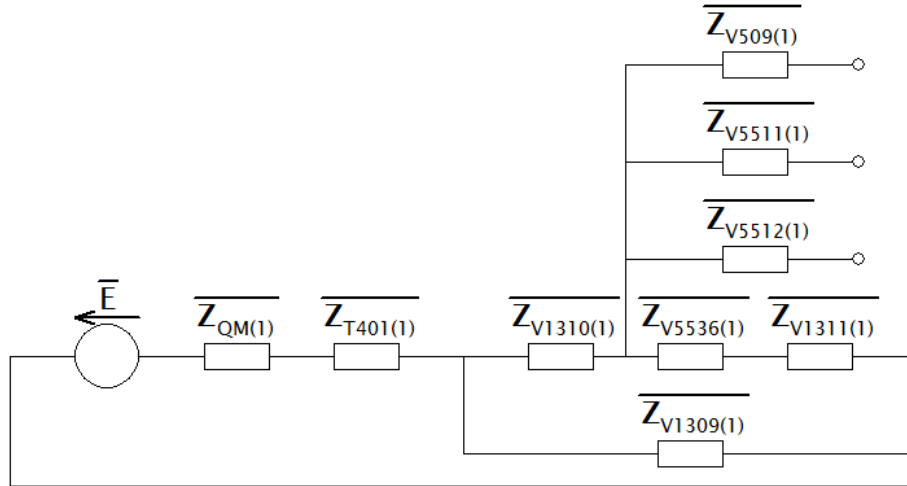 Z V509(1)
Z V5511(1)
Z V5512(1)
E
Z QM(1)
Z T401(1)
Z V1310(1)
Z V5536(1)
Z V1311(1)
Z V1309(1)